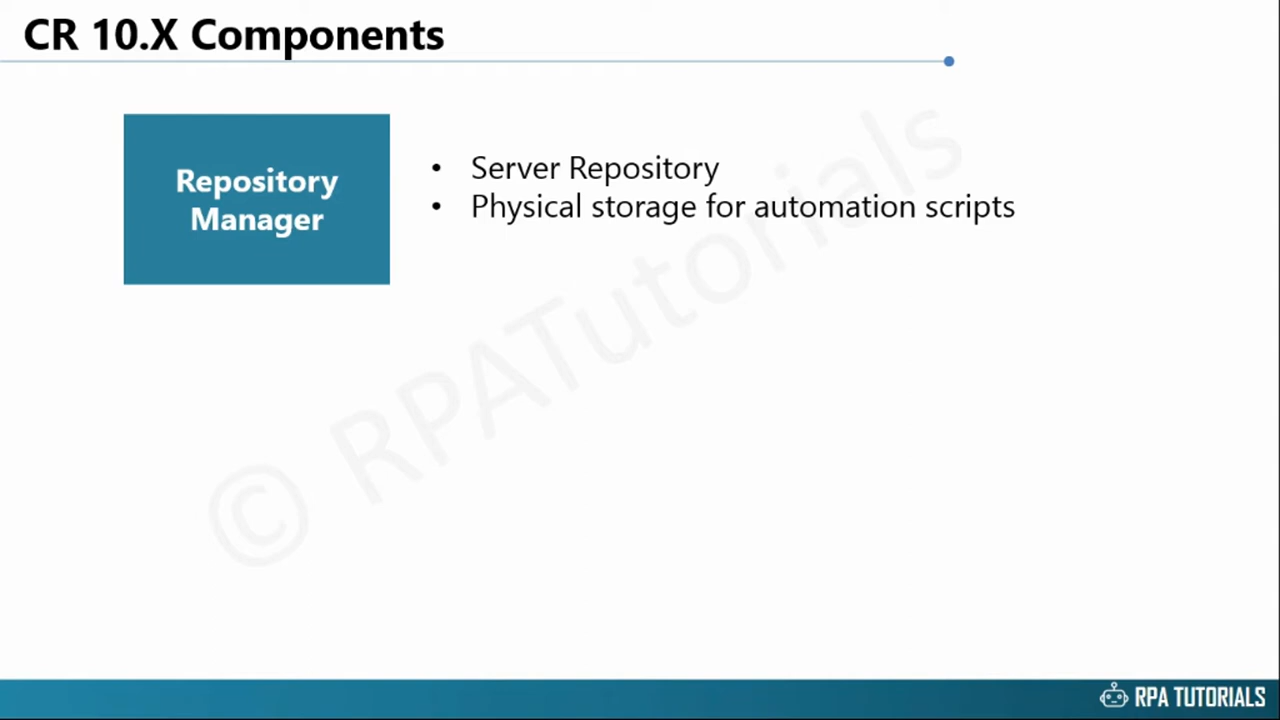 CR 10.X Components
Repository
Manager
• Server Repository
• Physical storage for automation scripts
© RPATutorials
RPA TUTORIALS